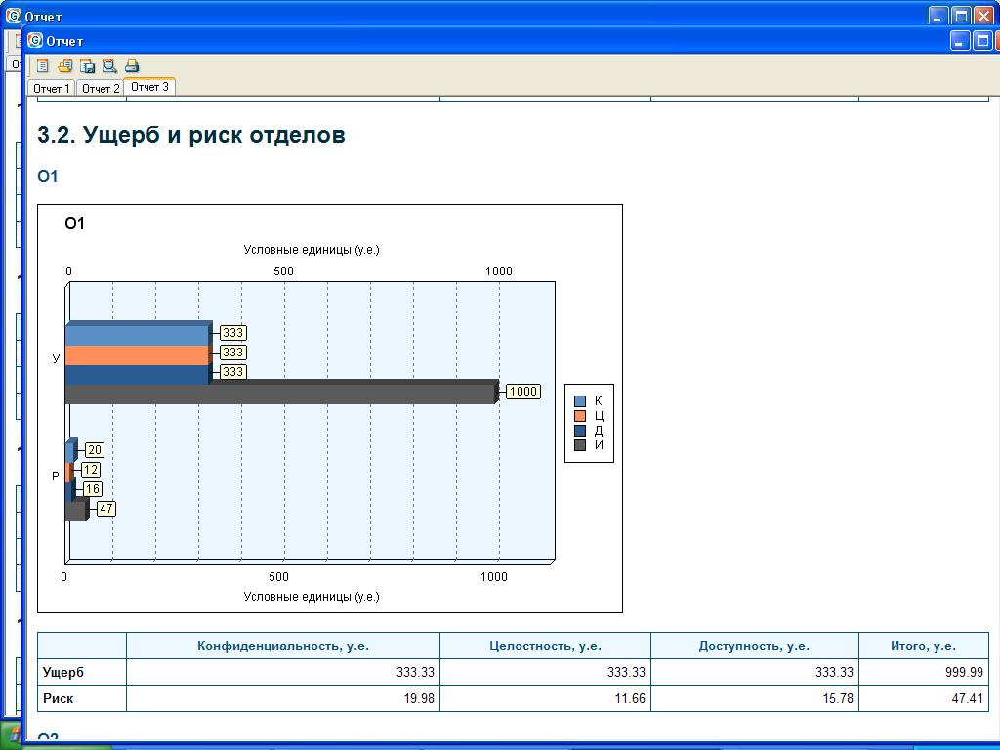 Отчет
Отчет
Отчет 1 Отчет 2 Отчет 3
3.2. Ущерб и риск отделов
О1
О1
Условные единицы (у.е.)
0 500 1000
У
333
333
333
1000
К
Ц
Д
И
Р
20
12
16
47
0 500 1000
Условные единицы (у.е.)
Конфиденциальность, у.е. Целостность, у.е. Доступность, у.е. Итого, у.е.
Ущерб 333.33 333.33 333.33 999.99
Риск 19.98 11.66 15.78 47.41
О2